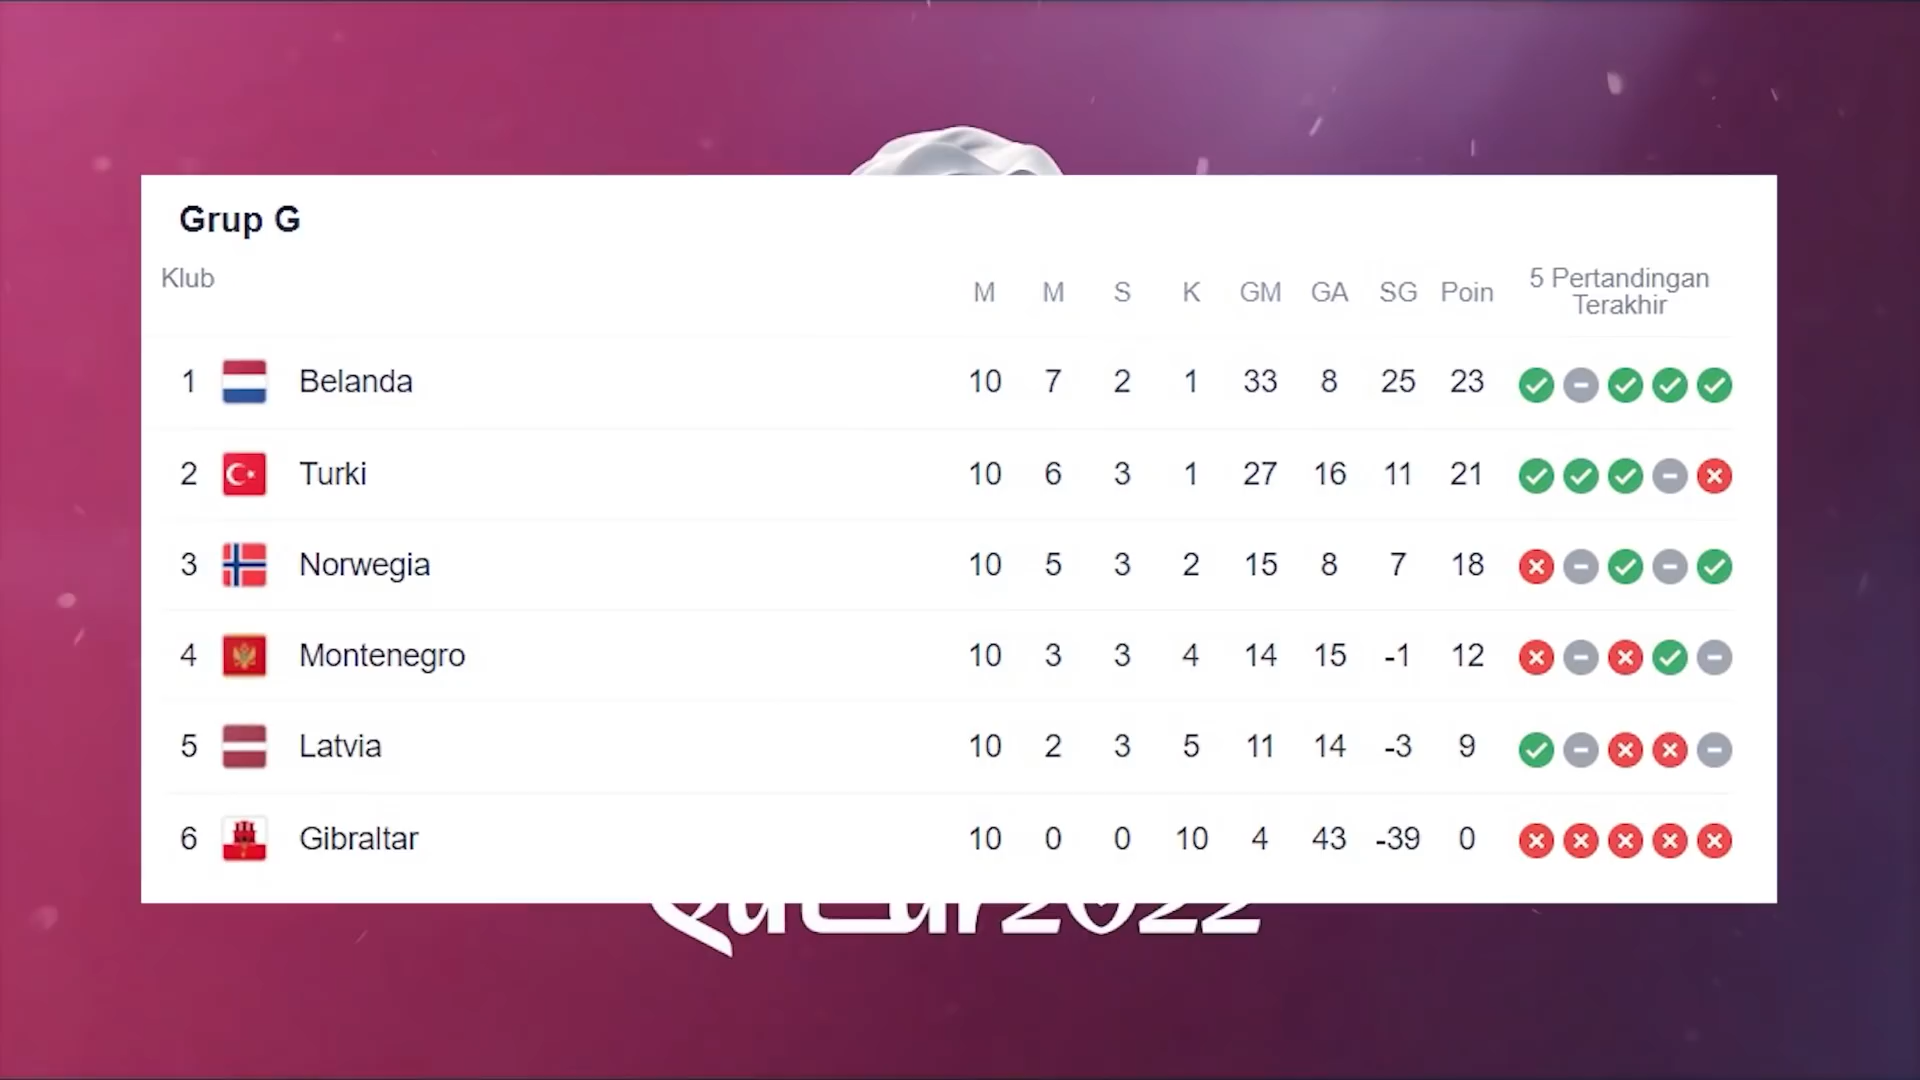 Grup G
Klub M M S K GM GA SG Poin 5 Pertandingan
Terakhir
1 Belanda 10 7 2 1 33 8 25 23
2 Turki 10 6 3 1 27 16 11 21
3 Norwegia 10 5 3 2 15 8 7 18
4 Montenegro 10 3 3 4 14 15 -1 12
5 Latvia 10 2 3 5 11 14 -3 9
6 Gibraltar 10 0 0 10 4 43 -39 0
Qatar2022